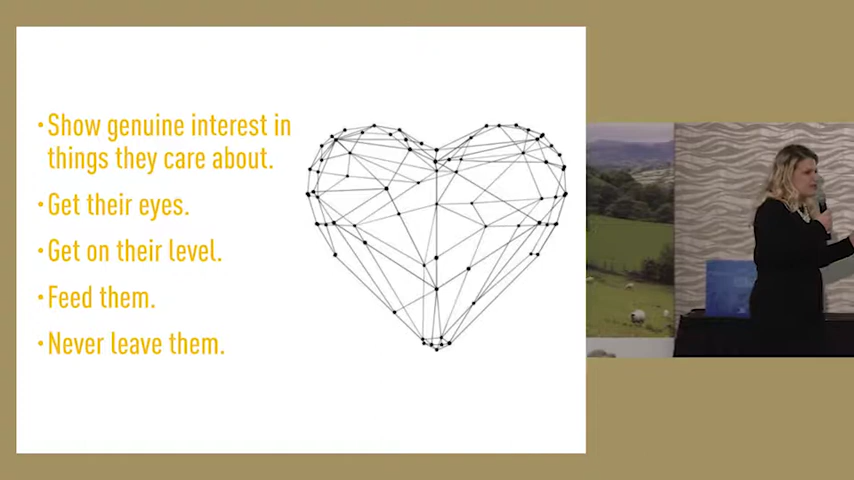 •Show genuine interest in
things they care about.
•Get their eyes.
•Get on their level.
•Feed them.
•Never leave them.